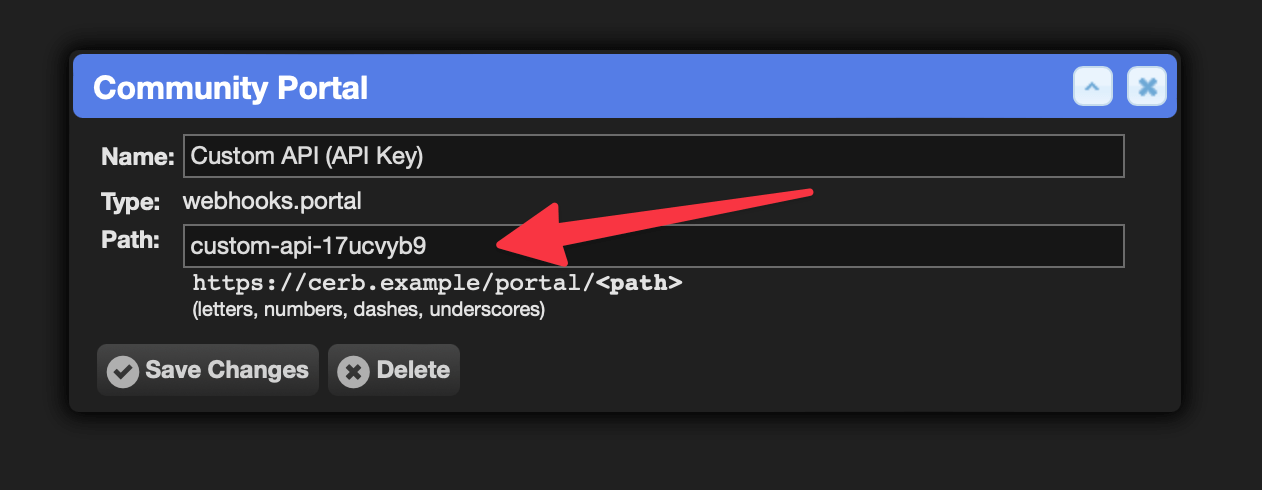 Community Portal
Name: Custom API (API Key)
Type: webhooks.portal
Path: custom-api-17ucvyb9
https://cerb.example/portal/<path>
(letters, numbers, dashes, underscores)
Save Changes Delete